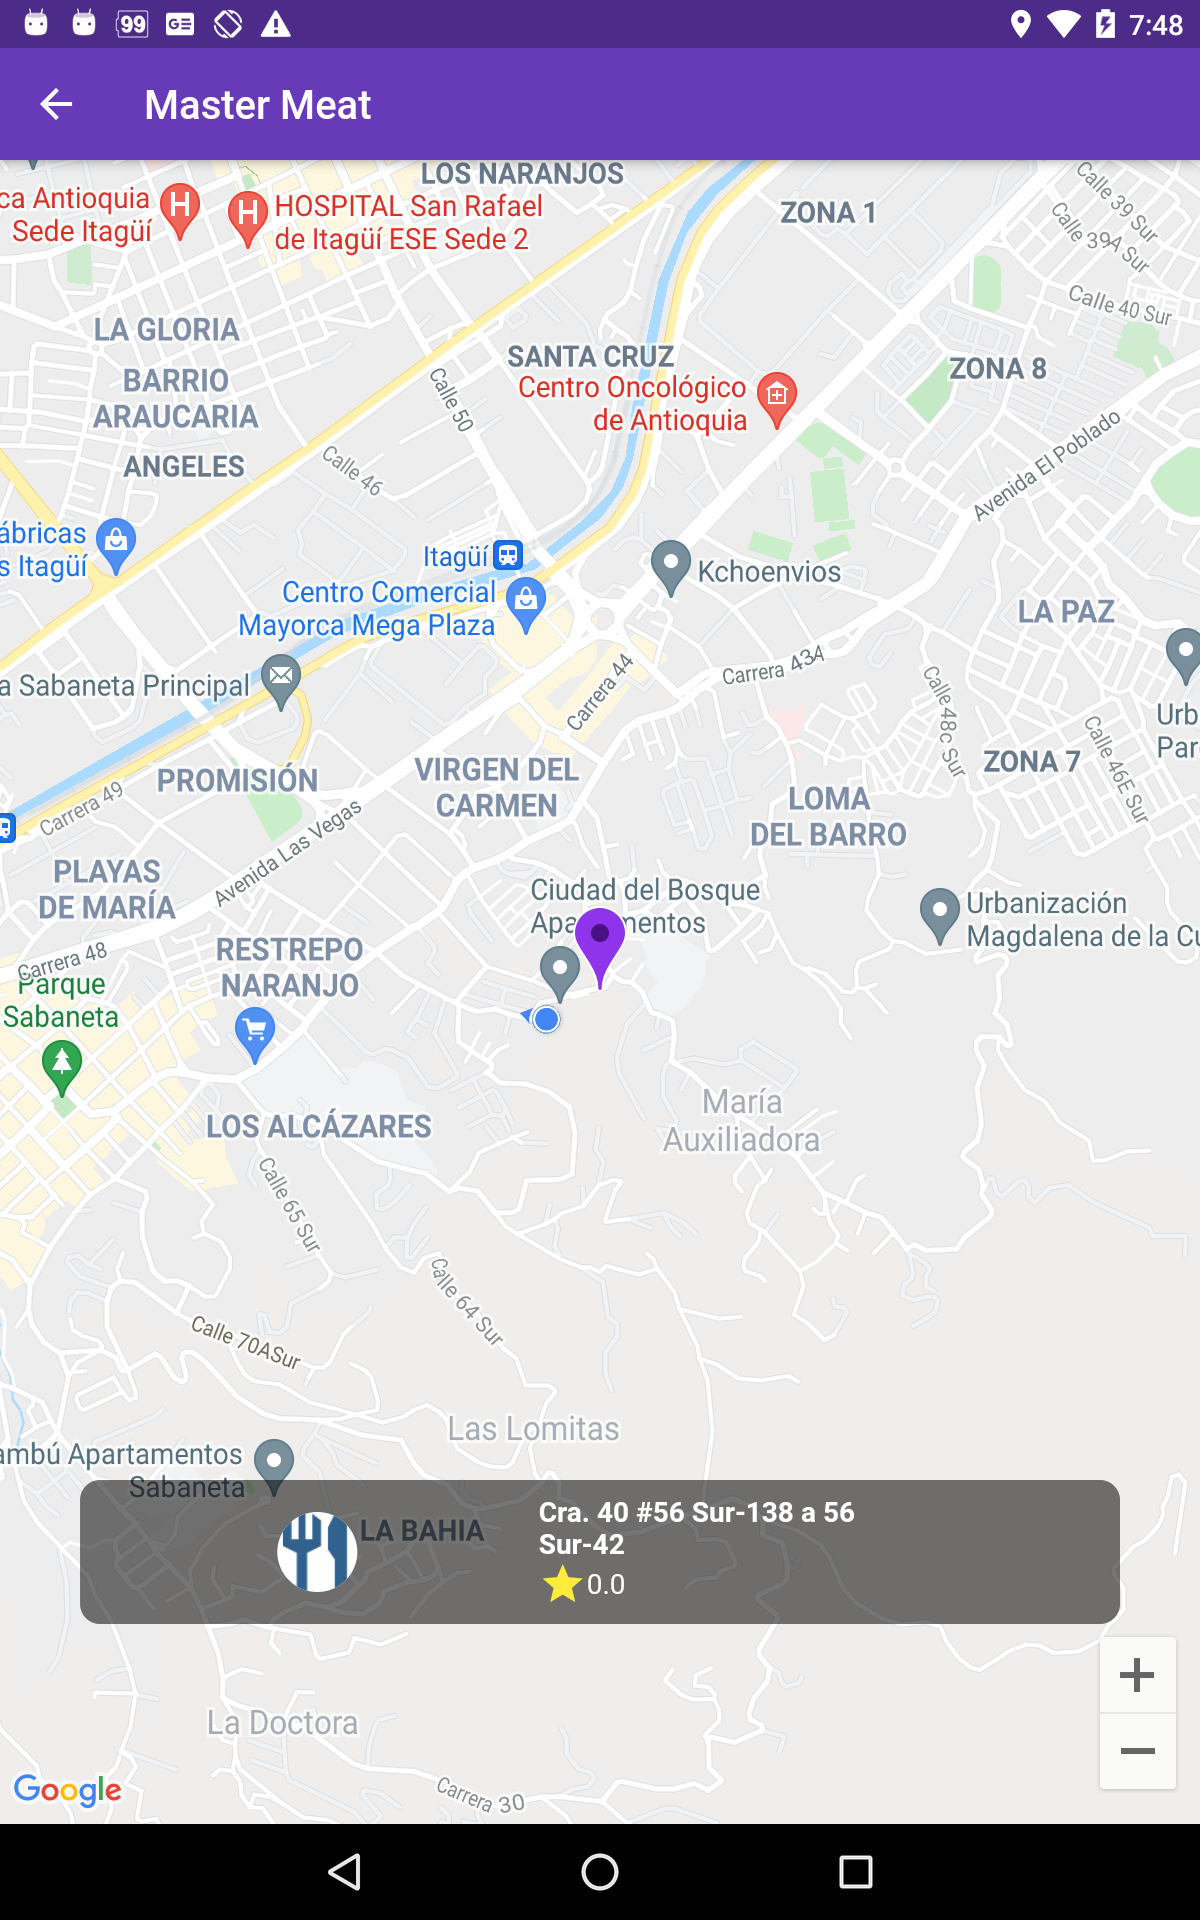 99
GE
7:48
Master Meat
LOS NARANJOS
ca Antioquia
Sede Itagüí
H
H
HOSPITAL San Rafael
de Itagüí ESE Sede 2
ZONA 1
Calle 39 Sur
Calle 39A Sur
Calle 40 Sur
LA GLORIA
BARRIO
ARAUCARIA
ANGELES
SANTA CRUZ
Centro Oncológico
de Antioquia
ZONA 8
Calle 50
Calle 46
Avenida El Poblado
ábricas
s Itagüí
Itagüí
Centro Comercial
Mayorca Mega Plaza
Kchoenvios
LA PAZ
a Sabaneta Principal
Carrera 44
Carrera 43A
Calle 48c Sur
Urb
Par
Calle 46E Sur
ZONA 7
PROMISIÓN
VIRGEN DEL
CARMEN
LOMA
DEL BARRO
Carrera 49
Avenida Las Vegas
PLAYAS
DE MARÍA
Ciudad del Bosque
Apa mentos
Urbanización
Magdalena de la Cu
Carrera 48
RESTREPO
NARANJO
Parque
Sabaneta
LOS ALCÁZARES
María
Auxiliadora
Calle 65 Sur
Calle 64 Sur
Calle 70ASur
Las Lomitas
ambú Apartamentos
Sabaneta
LA BAHIA
Cra. 40 #56 Sur-138 a 56
Sur-42
0.0
+
−
La Doctora
Carrera 30
Google